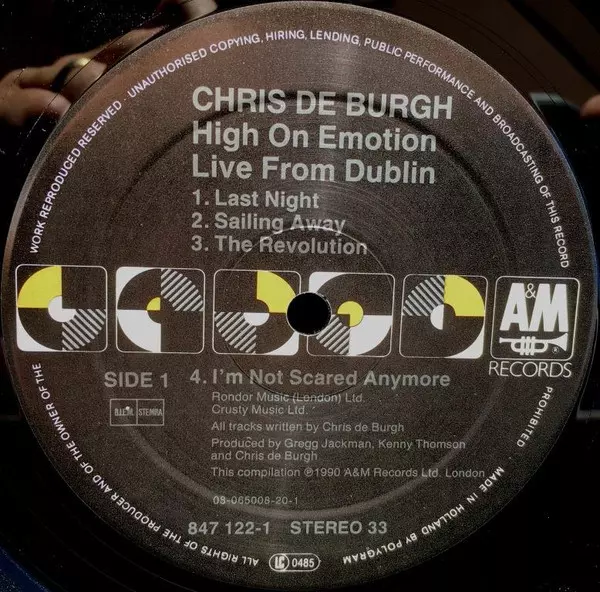 WORK REPRODUCED RESERVED · UNAUTHORISED COPYING, HIRING, LENDING, PUBLIC PERFORMANCE AND BROADCASTING OF THIS RECORD PROHIBITED
CHRIS DE BURGH
High On Emotion
Live From Dublin
1. Last Night
2. Sailing Away
3. The Revolution
A&M
RECORDS
SIDE 1
4. I'm Not Scared Anymore
Rondor Music (London) Ltd.
Crusty Music Ltd.
B.I.E.M. STEMRA
All tracks written by Chris de Burgh
Produced by Gregg Jackman, Kenny Thomson
and Chris de Burgh
This compilation ℗1990 A&M Records Ltd. London
08-065008-20-1
847 122-1 STEREO 33
LC 0485
MADE IN HOLLAND BY POLYGRAM
ALL RIGHTS OF THE PRODUCER AND OF THE OWNER OF THE